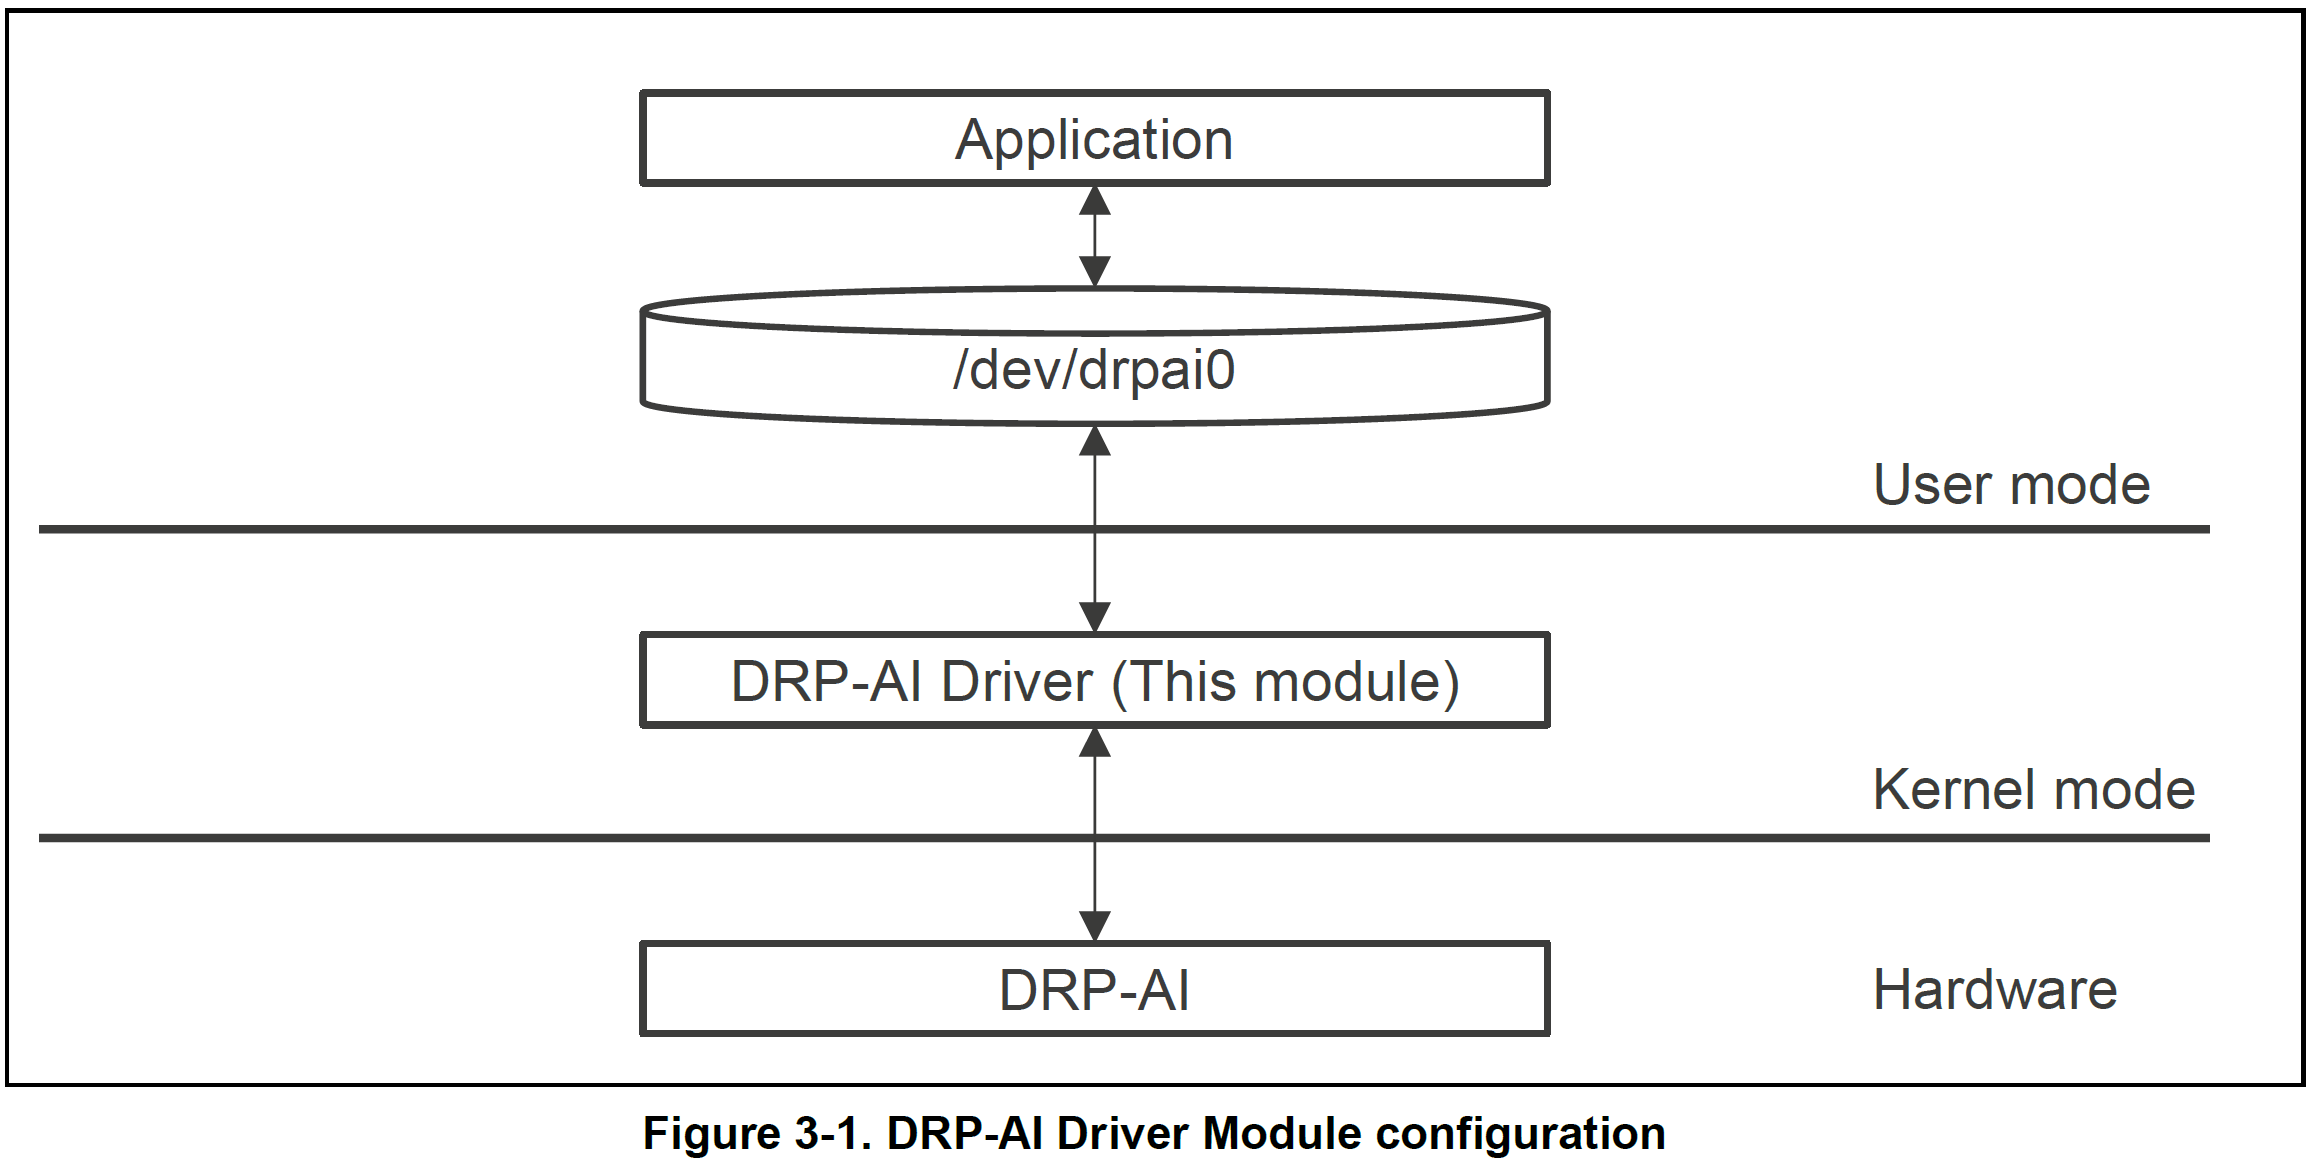 Application
/dev/drpai0
User mode
DRP-AI Driver (This module)
Kernel mode
DRP-AI
Hardware
Figure 3-1. DRP-AI Driver Module configuration